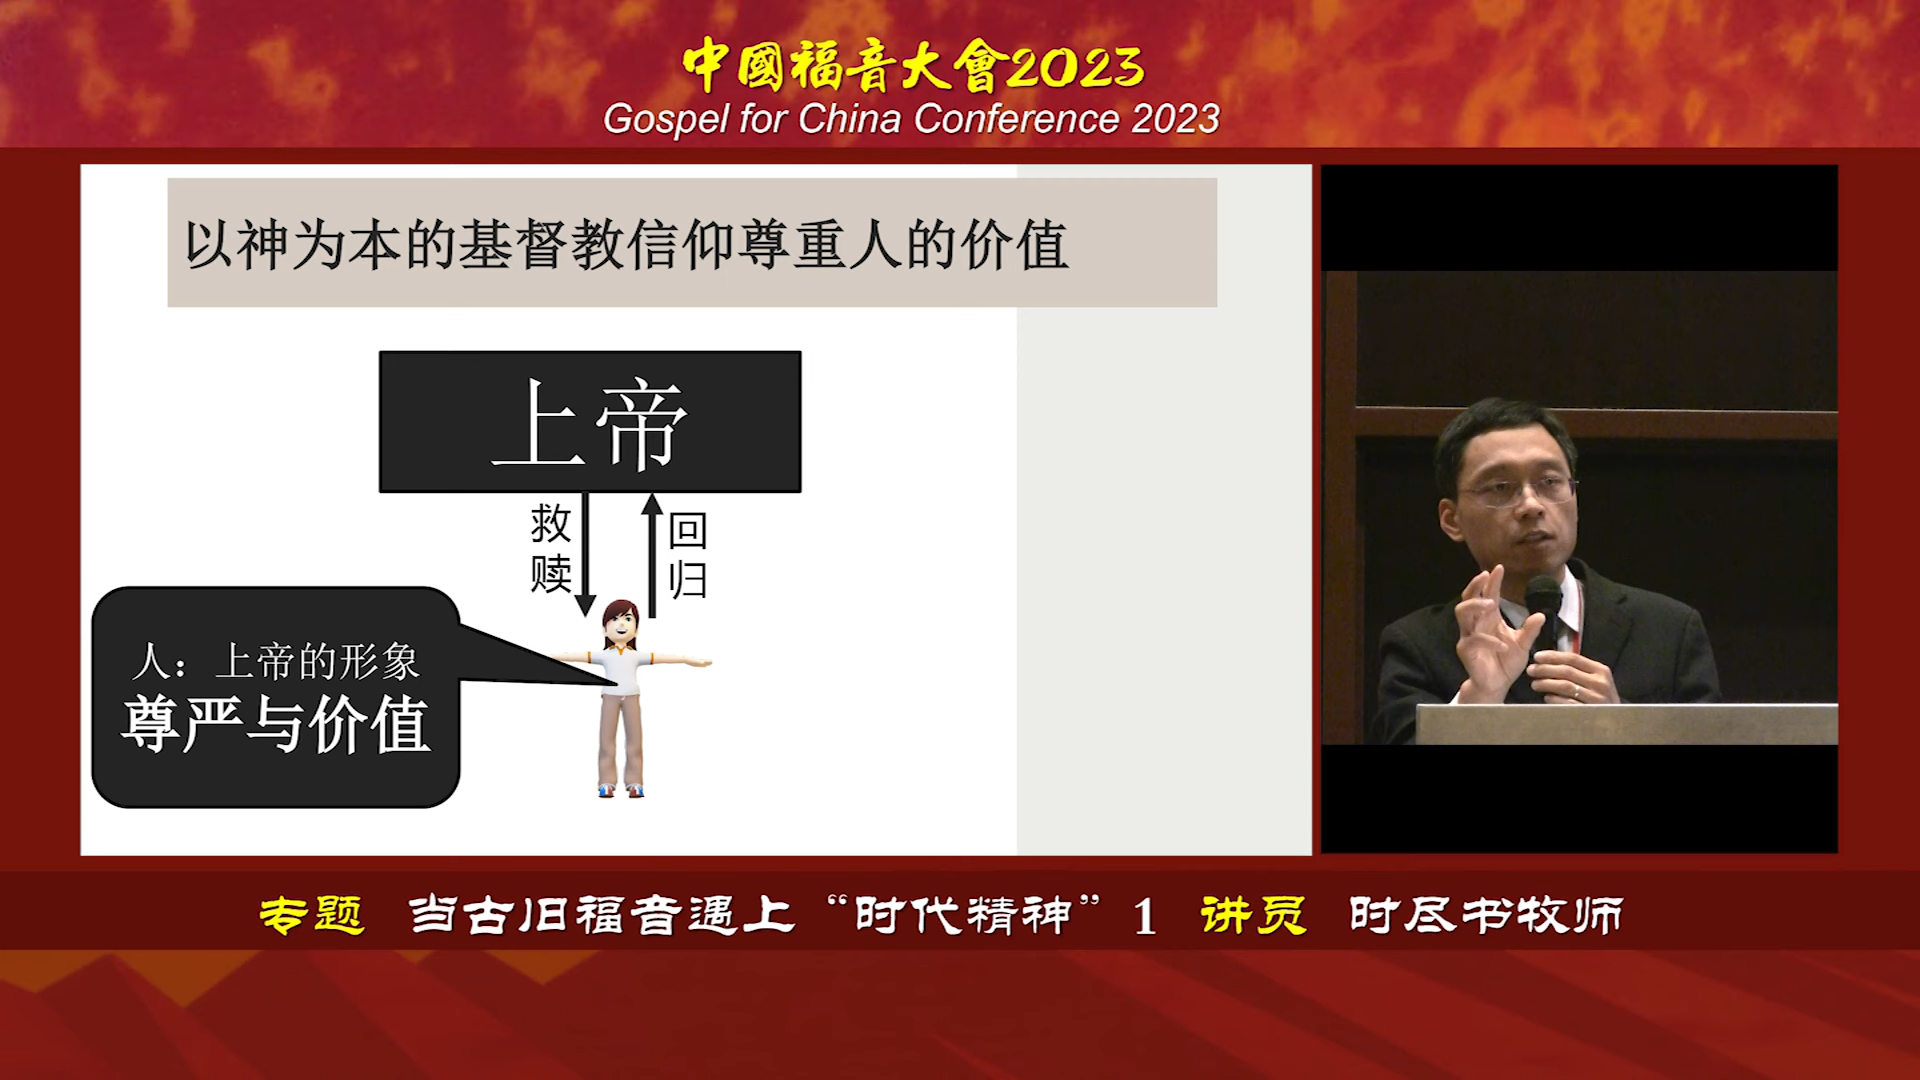 中國福音大會2023
Gospel for China Conference 2023
以神为本的基督教信仰尊重人的价值
上帝
救赎
回归
人：上帝的形象
尊严与价值
专题 当古旧福音遇上“时代精神”1 讲员 时尽书牧师